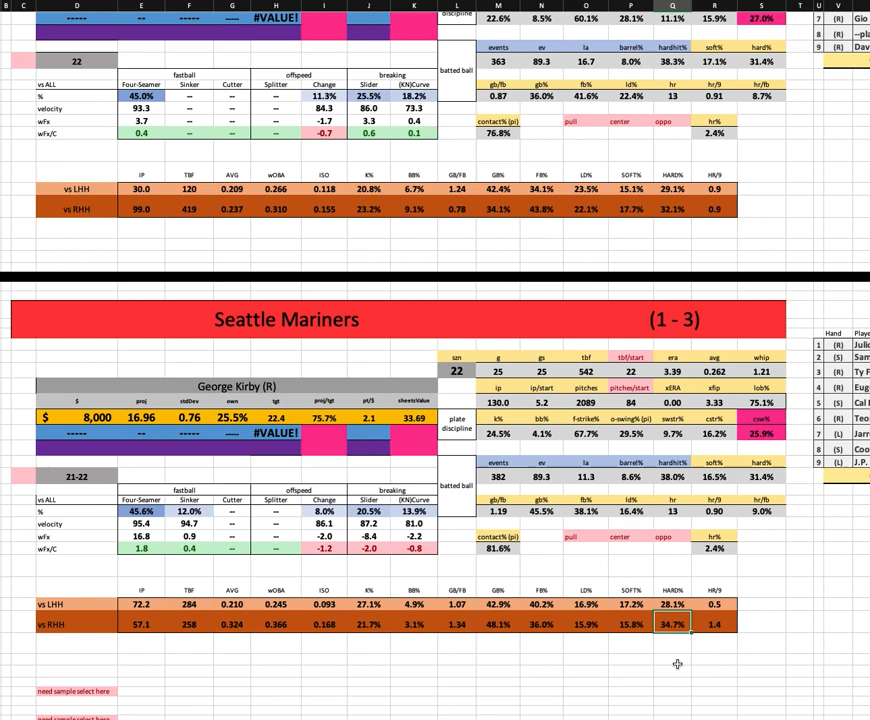 B C D E F G H I J K L M N O P Q R S T U V
----- -- --- ---- #VALUE! discipline 22.6% 8.5% 60.1% 28.1% 11.1% 15.9% 27.0% 7 (R) Gio
8 (R) --pla
events ev la barrel% hardhit% soft% hard% 9 (R) Dav
22 363 89.3 16.7 8.0% 38.3% 17.1% 31.4%
fastball offspeed breaking batted ball
vs ALL Four-Seamer Sinker Cutter Splitter Change Slider (KN)Curve gb/fb gb% fb% ld% hr hr/9 hr/fb
% 45.0% -- -- -- 11.3% 25.5% 18.2% 0.87 36.0% 41.6% 22.4% 13 0.91 8.7%
velocity 93.3 -- -- -- 84.3 86.0 73.3
wFx 3.7 -- -- -- -1.7 3.3 0.4 contact% (pi) pull center oppo hr%
wFx/C 0.4 -- -- -- -0.7 0.6 0.1 76.8% 2.4%
IP TBF AVG wOBA ISO K% BB% GB/FB GB% FB% LD% SOFT% HARD% HR/9
vs LHH 30.0 120 0.209 0.266 0.118 20.8% 6.7% 1.24 42.4% 34.1% 23.5% 15.1% 29.1% 0.9
vs RHH 99.0 419 0.237 0.310 0.155 23.2% 9.1% 0.78 34.1% 43.8% 22.1% 17.7% 32.1% 0.9
Seattle Mariners (1 - 3)
Hand Playe
1 (R) Julio
szn g gs tbf tbf/start era avg whip 2 (S) Sam
22 25 25 542 22 3.39 0.262 1.21 3 (R) Ty F
George Kirby (R) ip ip/start pitches pitches/start xERA xfip lob% 4 (R) Eug
$ proj stdDev own tgt proj/tgt pt/$ sheetsValue 130.0 5.2 2089 84 3.33 75.1% 5 (S) Cal
$ 8,000 16.96 0.76 25.5% 22.4 75.7% 2.1 33.69 plate discipline k% bb% f-strike% o-swing% (pi) swstr% cstr% csw% 6 (R) Teos
----- -- --- ---- #VALUE! 24.5% 4.1% 67.7% 29.5% 9.7% 16.2% 25.9% 7 (L) Jarr
8 (S) Coo
events ev la barrel% hardhit% soft% hard% 9 (L) J.P.
21-22 382 89.3 11.3 8.6% 38.0% 16.5% 31.4%
fastball offspeed breaking batted ball
vs ALL Four-Seamer Sinker Cutter Splitter Change Slider (KN)Curve gb/fb gb% fb% ld% hr hr/9 hr/fb
% 45.6% 12.0% -- -- 8.0% 20.5% 13.9% 1.19 45.5% 38.1% 16.4% 13 0.90 9.0%
velocity 95.4 94.7 -- -- 86.1 87.2 81.0
wFx 16.8 0.9 -- -- -2.0 -8.4 -2.2 contact% (pi) pull center oppo hr%
wFx/C 1.8 0.4 -- -- -1.2 -2.0 -0.8 81.6% 2.4%
IP TBF AVG wOBA ISO K% BB% GB/FB GB% FB% LD% SOFT% HARD% HR/9
vs LHH 72.2 284 0.210 0.245 0.093 27.1% 4.9% 1.07 42.9% 40.2% 16.9% 17.2% 28.1% 0.5
vs RHH 57.1 258 0.324 0.366 0.168 21.7% 3.1% 1.34 48.1% 36.0% 15.9% 15.8% 34.7% 1.4
need sample select here
need sample select here